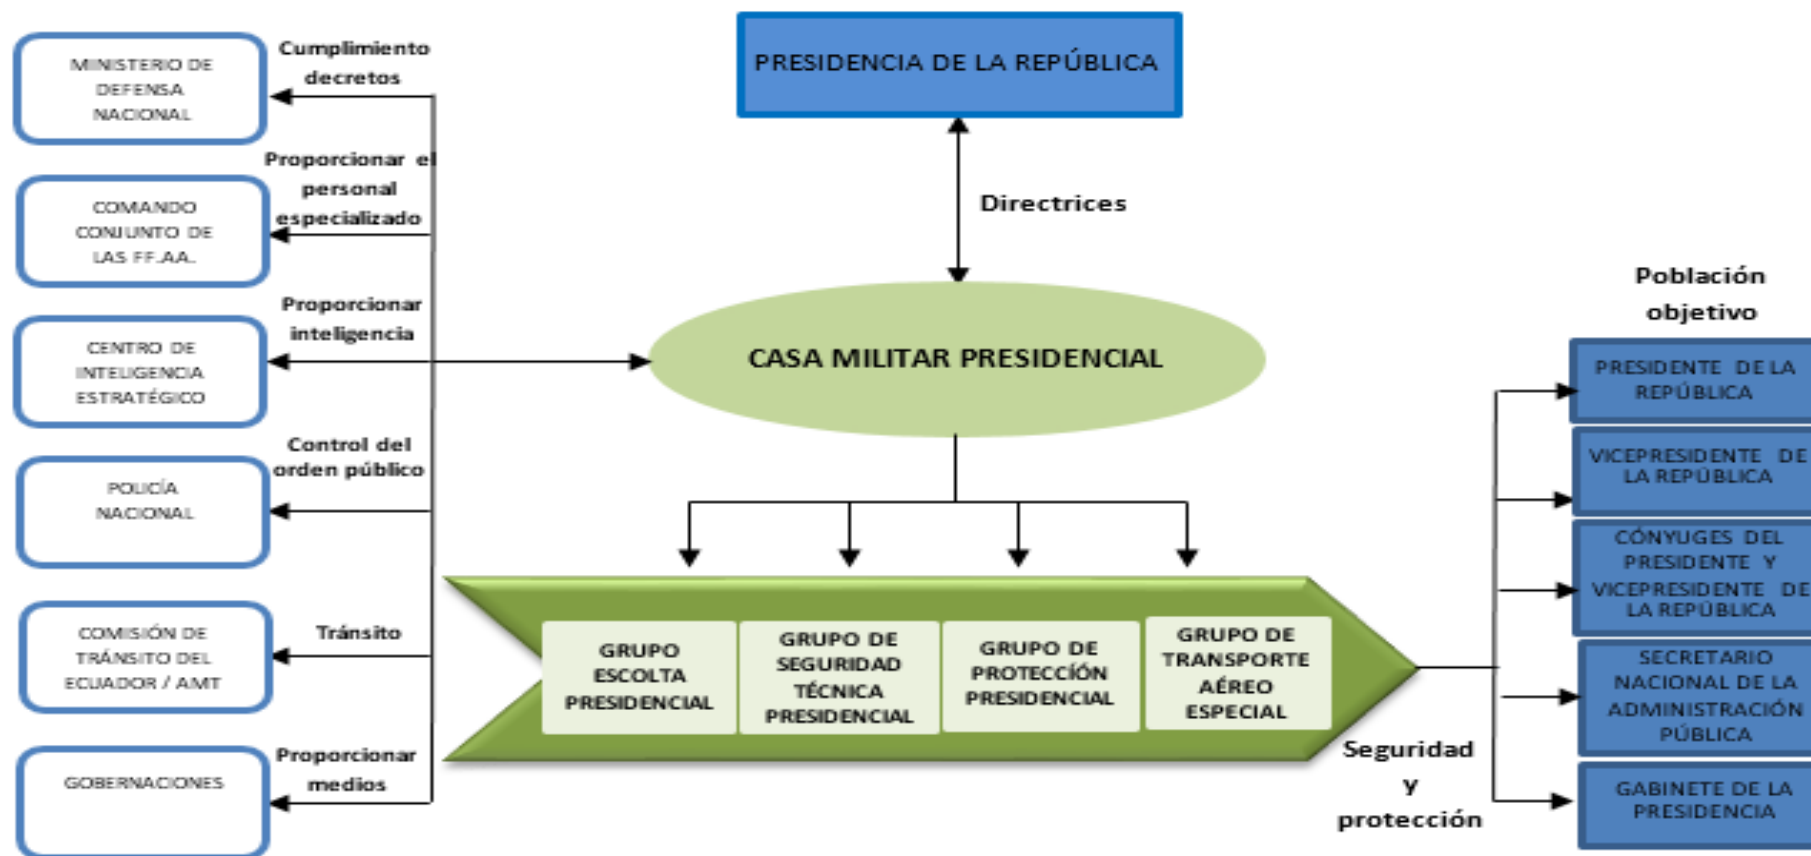 PRESIDENCIA DE LA REPÚBLICA
Directrices
CASA MILITAR PRESIDENCIAL
MINISTERIO DE
DEFENSA
NACIONAL
Cumplimiento
decretos
COMANDO
CONJUNTO DE
LAS FF.AA.
Proporcionar el
personal
especializado
CENTRO DE
INTELIGENCIA
ESTRATÉGICO
Proporcionar
inteligencia
POLICÍA
NACIONAL
Control del
orden público
COMISIÓN DE
TRÁNSITO DEL
ECUADOR / AMT
Tránsito
GOBERNACIONES
Proporcionar
medios
GRUPO
ESCOLTA
PRESIDENCIAL
GRUPO DE
SEGURIDAD
TÉCNICA
PRESIDENCIAL
GRUPO DE
PROTECCÍÓN
PRESIDENCIAL
GRUPO DE
TRANSPORTE
AÉREO
ESPECIAL
Seguridad
y
protección
Población
objetivo
PRESIDENTE DE LA
REPÚBLICA
VICEPRESIDENTE DE
LA REPÚBLICA
CÓNYUGES DEL
PRESIDENTE Y
VICEPRESIDENTE DE
LA REPÚBLICA
SECRETARIO
NACIONAL DE LA
ADMINISTRACIÓN
PÚBLICA
GABINETE DE LA
PRESIDENCIA